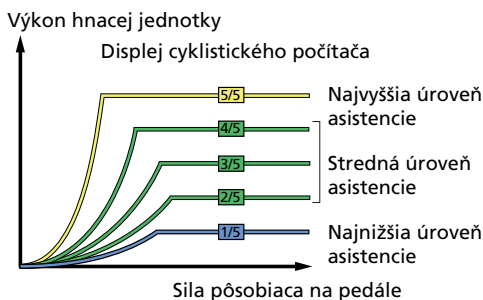 Výkon hnacej jednotky
Displej cyklistického počítača
5/5
Najvyššia úroveň
asistencie
4/5
3/5
Stredná úroveň
asistencie
2/5
1/5
Najnižšia úroveň
asistencie
Sila pôsobiaca na pedále